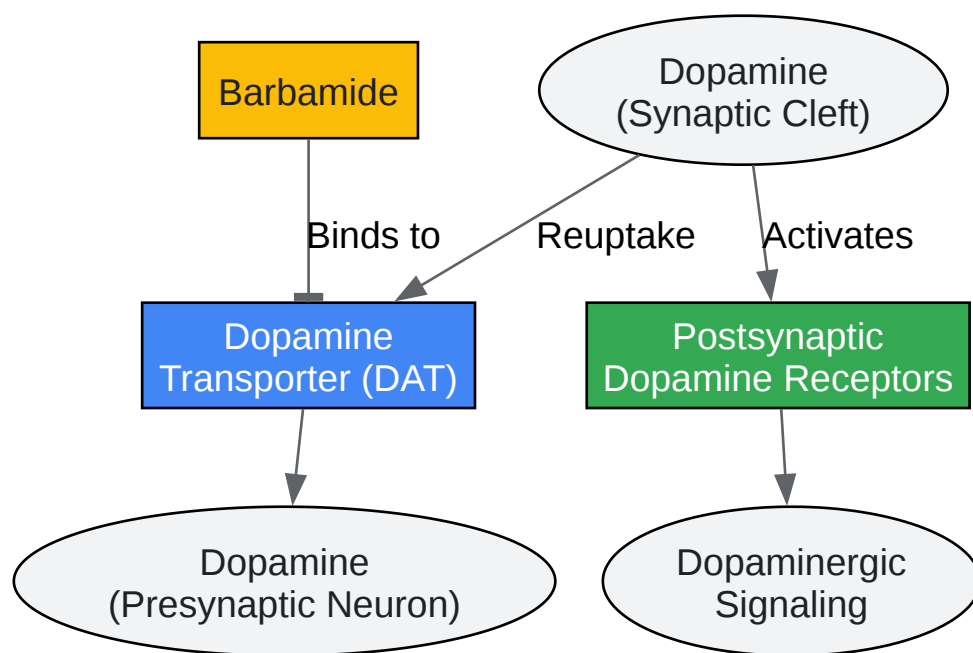 Barbamide
Dopamine
(Synaptic Cleft)
Binds to
Reuptake
Activates
Dopamine
Transporter (DAT)
Postsynaptic
Dopamine Receptors
Dopamine
(Presynaptic Neuron)
Dopaminergic
Signaling